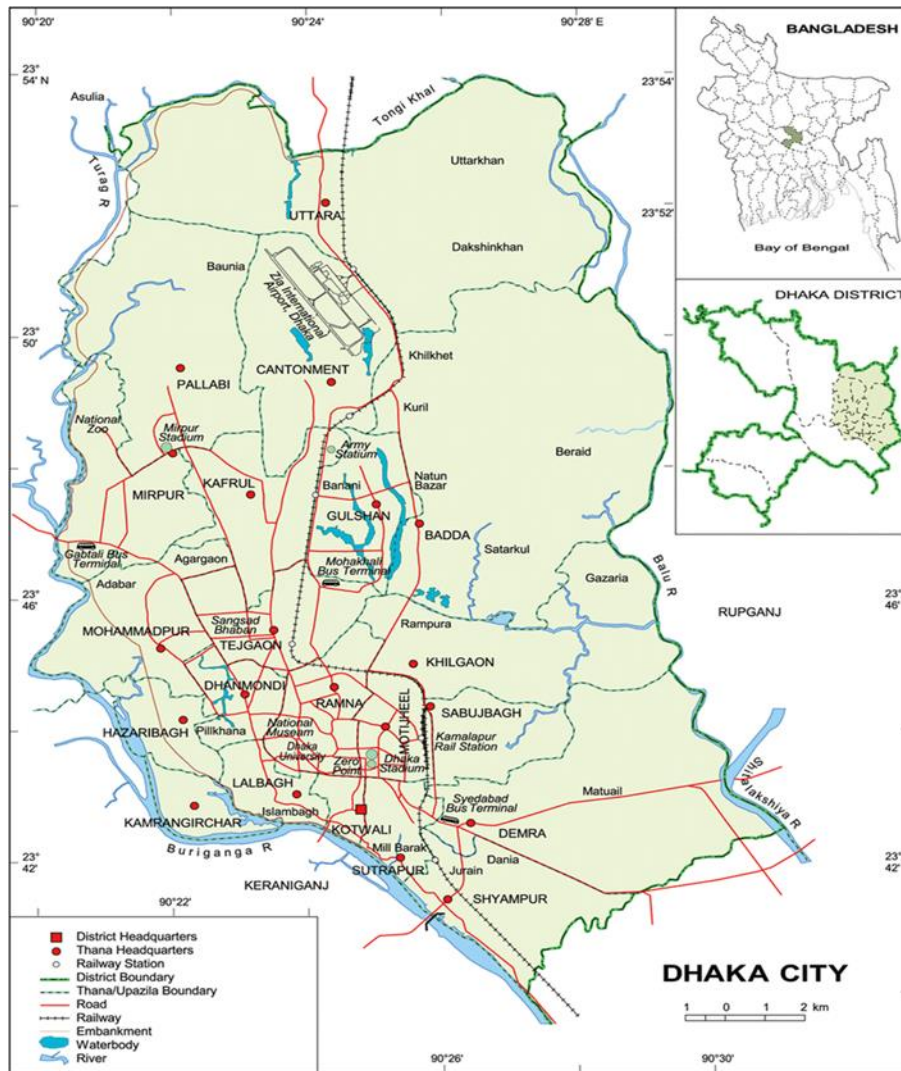 90°20'
90°24'
90°28' E
BANGLADESH
23°
54' N
23°54'
Asulia
Tongi Khal
Turag R
Uttarkhan
UTTARA
23°52'
Dakshinkhan
Bay of Bengal
Baunia
Zia International
Airport, Dhaka
DHAKA DISTRICT
23°
50'
Khilkhet
CANTONMENT
PALLABI
Kuril
National
Zoo
Mirpur
Stadium
Army
Statium
Beraid
Banani
Natun
Bazar
KAFRUL
MIRPUR
GULSHAN
BADDA
Satarkul
Gabtali Bus
Termidal
Agargaon
Mohakhali
Bus Terminal
Balu R
Adabar
Gazaria
23°
46'
23°
46'
RUPGANJ
Rampura
Sangsad
Bhaban
MOHAMMADPUR
TEJGAON
KHILGAON
DHANMONDI
RAMNA
MOTIJHEEL
SABUJBAGH
HAZARIBAGH
Pillkhana
National
Museam
Kamalapur
Rail Station
Dhaka
University
Zero
Point
Dhaka
Stadium
Shitalakshiya R
LALBAGH
Syedabad
Bus Terminal
Matuail
KAMRANGIRCHAR
Islambagh
KOTWALI
DEMRA
Buriganga R
Mill Barak
Dania
23°
42'
23°
42'
SUTRAPUR
Jurain
KERANIGANJ
SHYAMPUR
90°22'
District Headquarters
Thana Headquarters
Railway Station
District Boundary
Thana/Upazila Boundary
Road
Railway
Embankment
Waterbody
River
DHAKA CITY
1 0 1 2 km
90°26'
90°30'